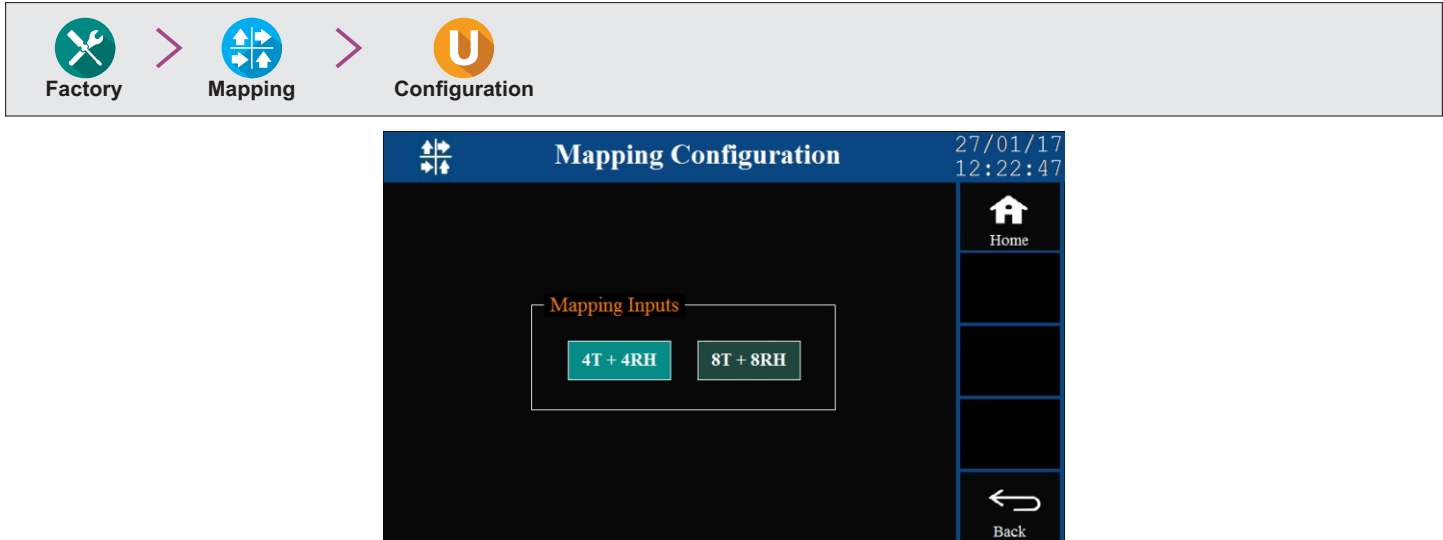 U
Factory > Mapping > Configuration
Mapping Configuration
27/01/17
12:22:47
Home
Mapping Inputs
4T + 4RH
8T + 8RH
Back